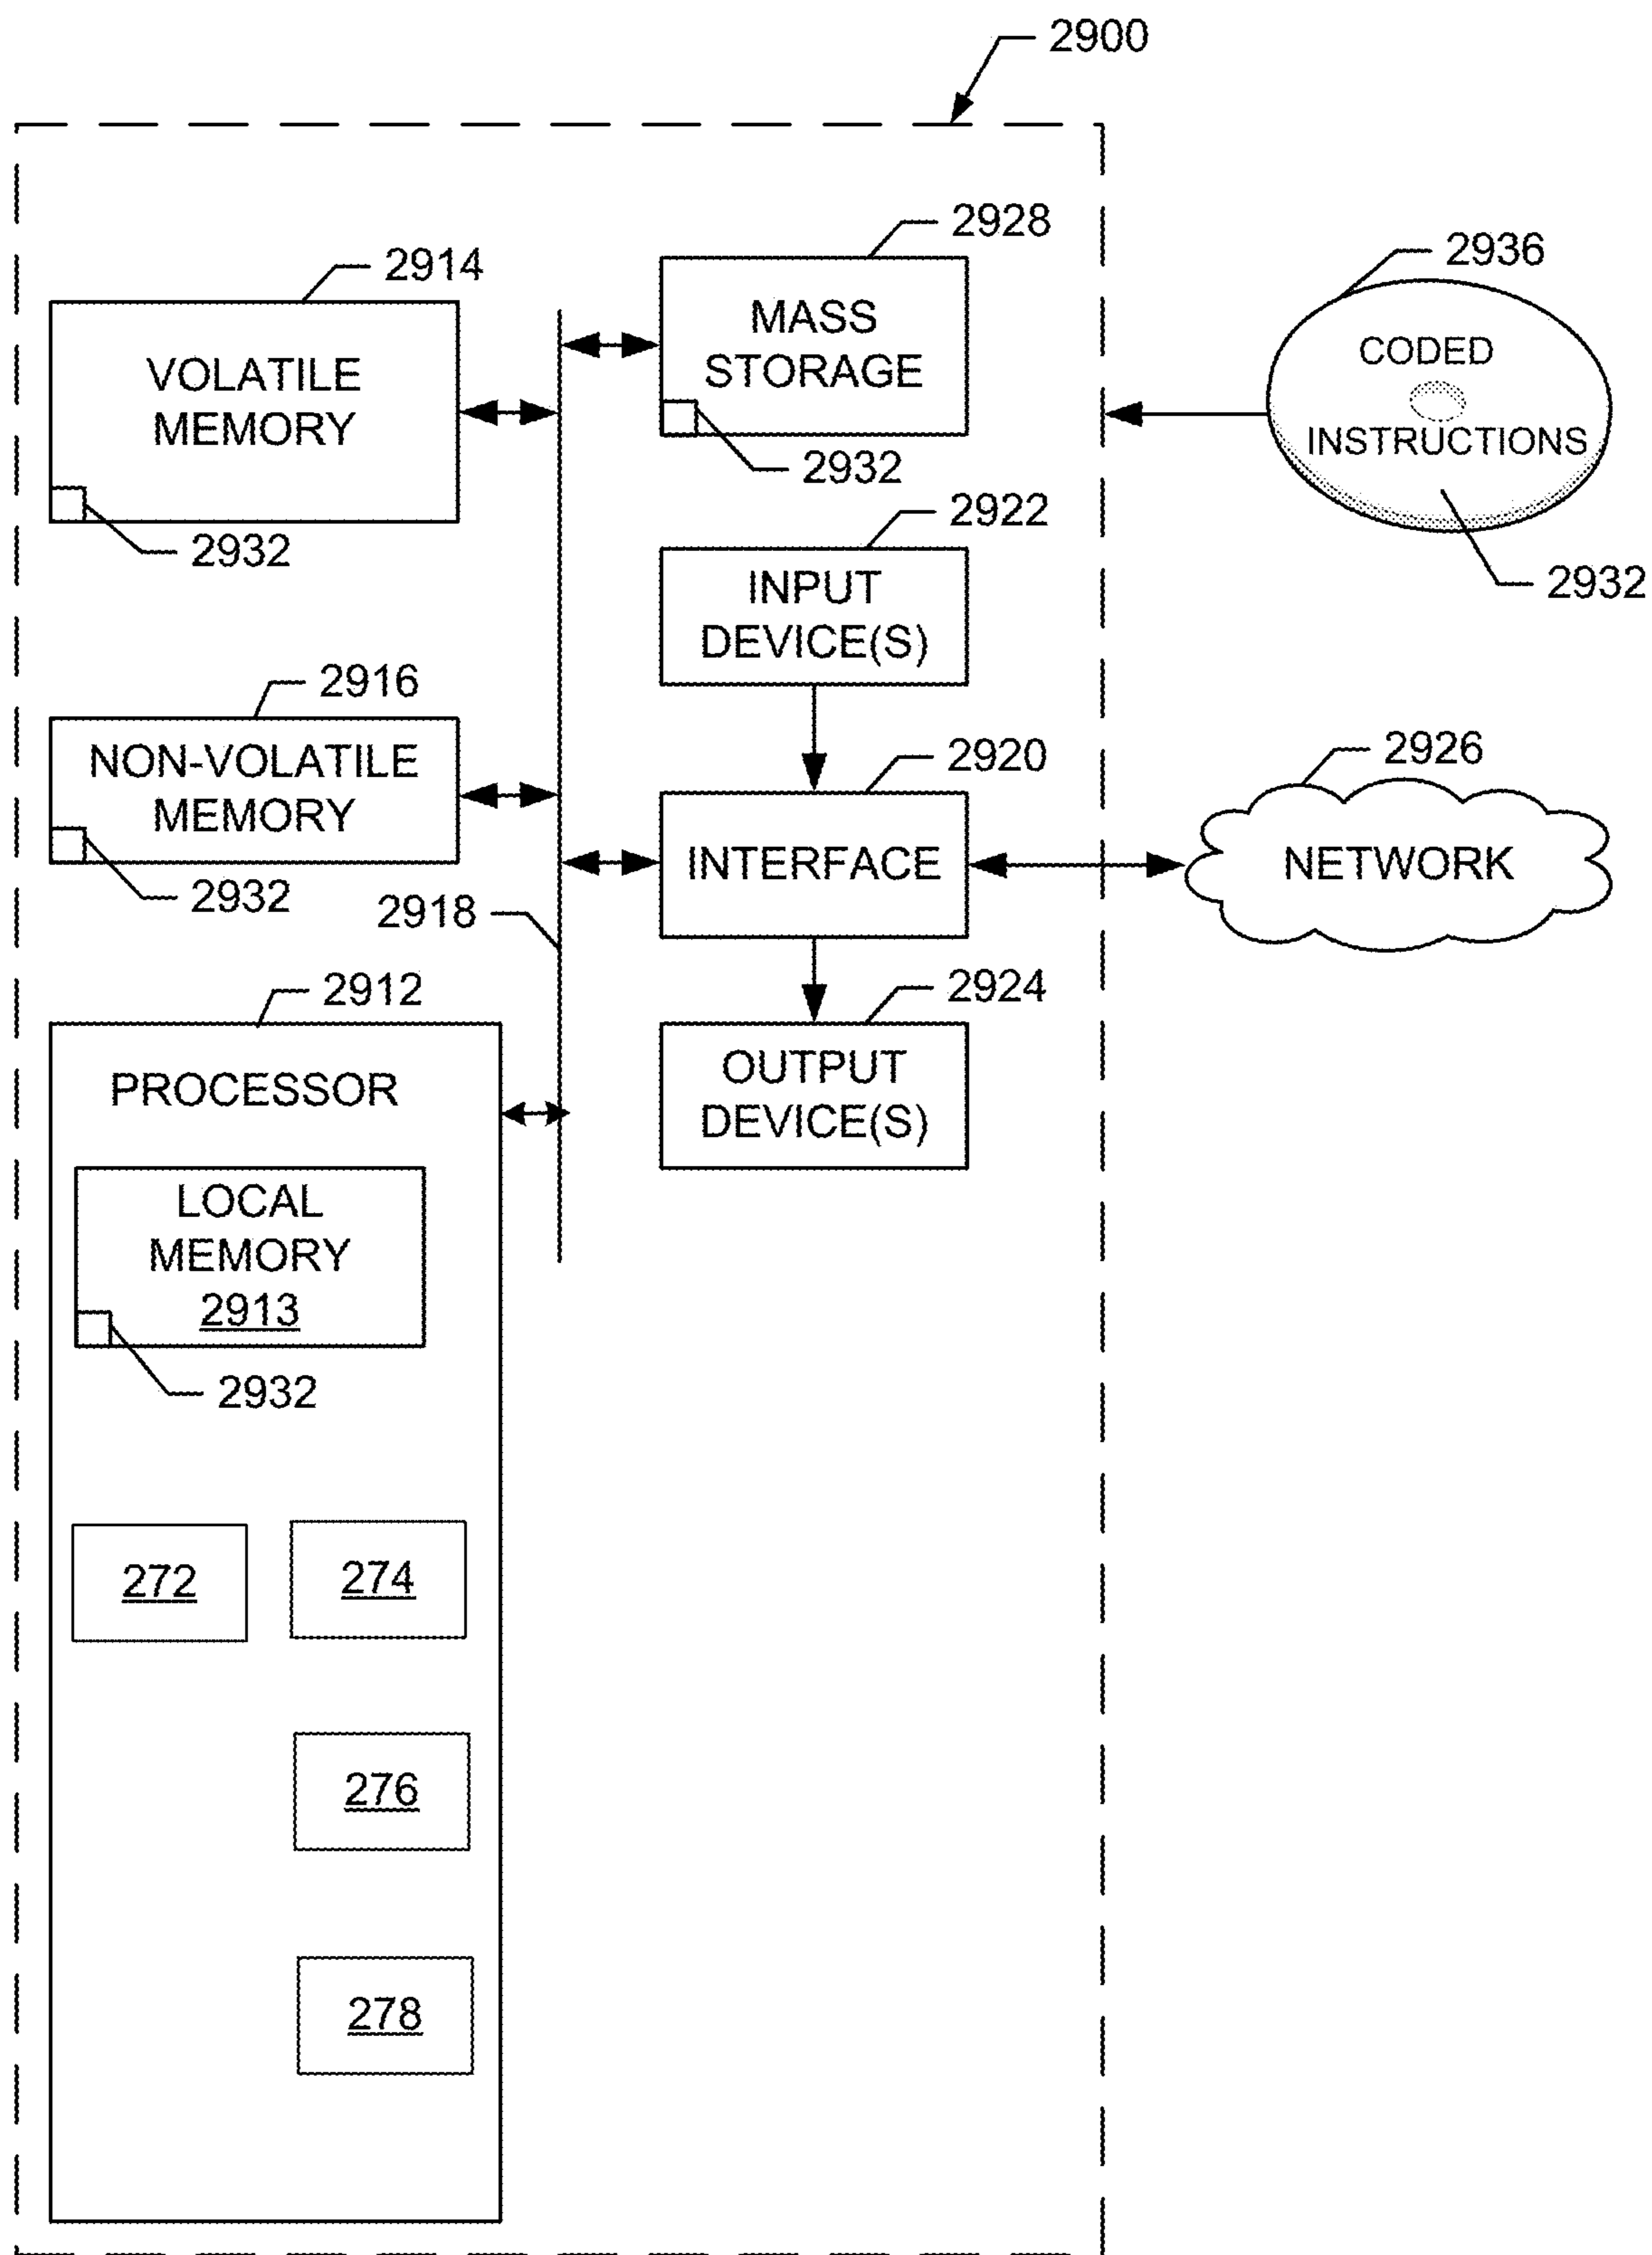 2900
2928
2914
2936
MASS
STORAGE
VOLATILE
MEMORY
CODED
INSTRUCTIONS
2932
2932
2932
2922
INPUT
DEVICE(S)
2916
NON-VOLATILE
MEMORY
2932
2920
INTERFACE
2926
NETWORK
2918
2912
PROCESSOR
2924
OUTPUT
DEVICE(S)
LOCAL
MEMORY
2913
2932
272
274
276
278